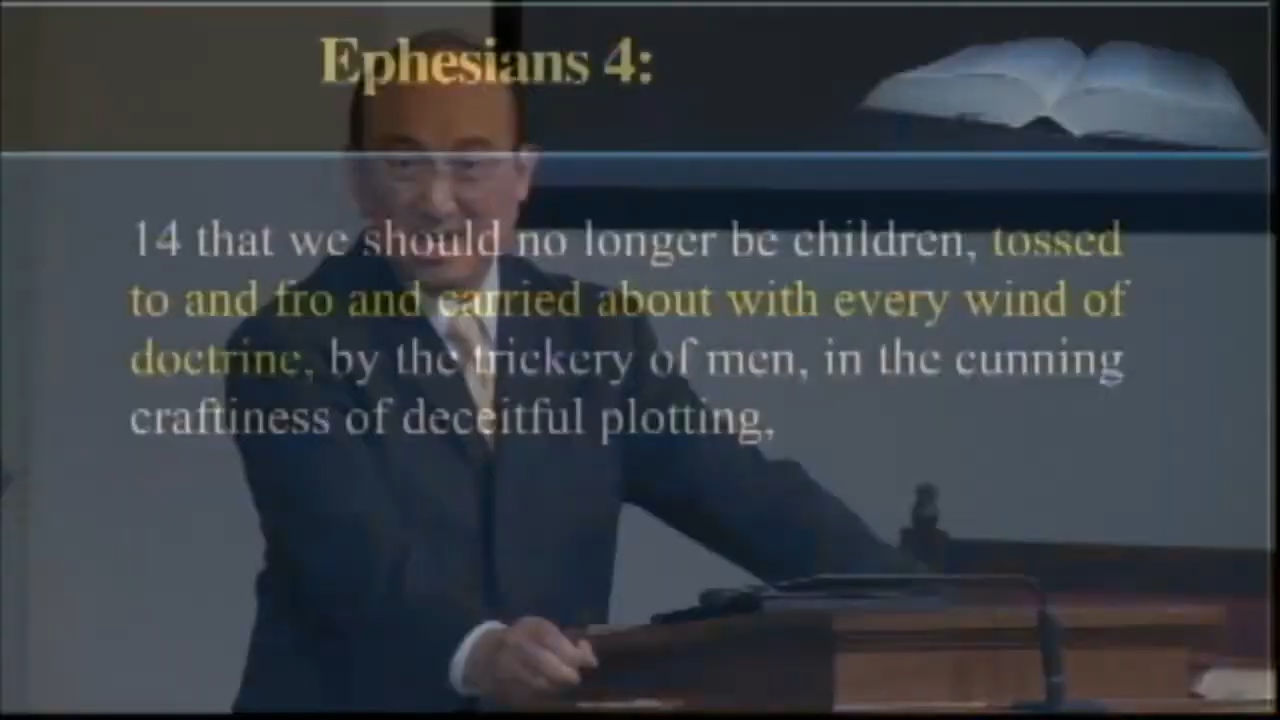 Ephesians 4:
14 that we should no longer be children, tossed
to and fro and carried about with every wind of
doctrine, by the trickery of men, in the cunning
craftiness of deceitful plotting,